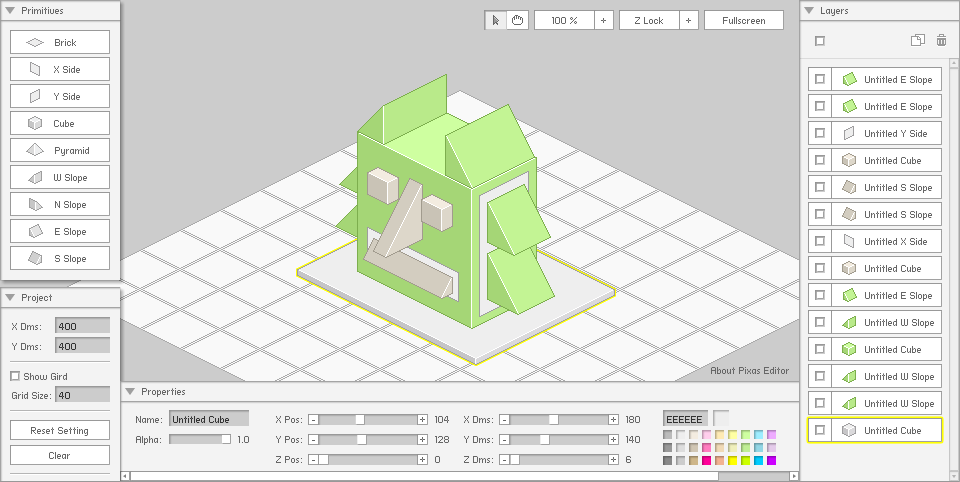 Primitives
Brick
X Side
Y Side
Cube
Pyramid
W Slope
N Slope
E Slope
S Slope
Project
X Dms: 400
Y Dms: 400
Show Gird
Grid Size: 40
Reset Setting
Clear
100 % +
Z Lock +
Fullscreen
About Pixas Editor
Properties
Name: Untitled Cube
Alpha: 1.0
X Pos: - + 104
Y Pos: - + 128
Z Pos: - + 0
X Dms: - + 180
Y Dms: - + 140
Z Dms: - + 6
EEEEEE
Layers
Untitled E Slope
Untitled E Slope
Untitled Y Side
Untitled Cube
Untitled S Slope
Untitled S Slope
Untitled X Side
Untitled Cube
Untitled E Slope
Untitled W Slope
Untitled Cube
Untitled W Slope
Untitled W Slope
Untitled Cube